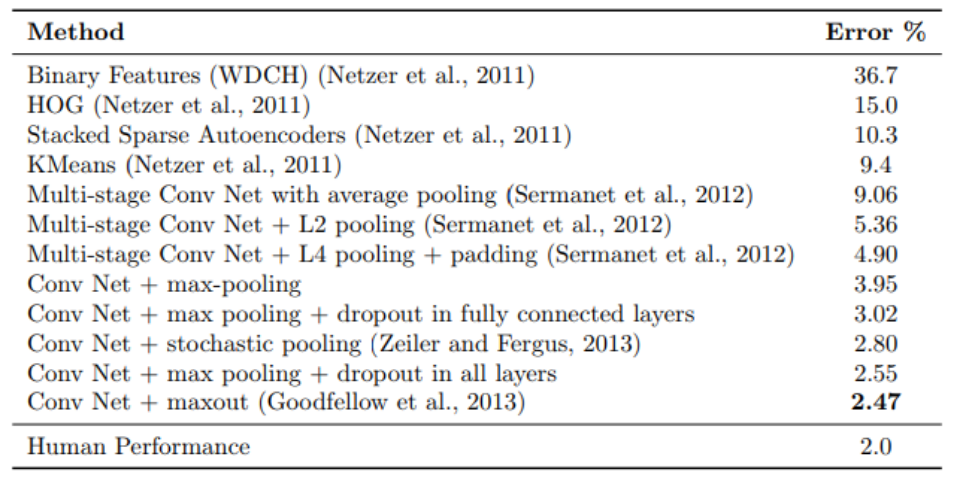 Method Error %
Binary Features (WDCH) (Netzer et al., 2011) 36.7
HOG (Netzer et al., 2011) 15.0
Stacked Sparse Autoencoders (Netzer et al., 2011) 10.3
KMeans (Netzer et al., 2011) 9.4
Multi-stage Conv Net with average pooling (Sermanet et al., 2012) 9.06
Multi-stage Conv Net + L2 pooling (Sermanet et al., 2012) 5.36
Multi-stage Conv Net + L4 pooling + padding (Sermanet et al., 2012) 4.90
Conv Net + max-pooling 3.95
Conv Net + max pooling + dropout in fully connected layers 3.02
Conv Net + stochastic pooling (Zeiler and Fergus, 2013) 2.80
Conv Net + max pooling + dropout in all layers 2.55
Conv Net + maxout (Goodfellow et al., 2013) 2.47
Human Performance 2.0